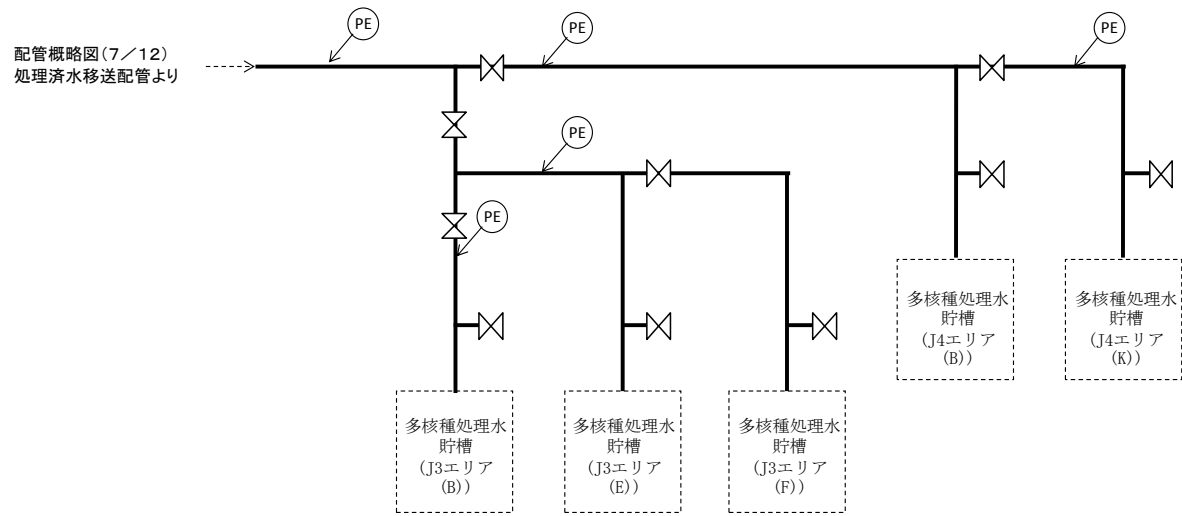 PE
PE
PE
配管概略図(7／12)
処理済水移送配管より
PE
PE
多核種処理水
貯槽
(J4エリア
(B))
多核種処理水
貯槽
(J4エリア
(K))
多核種処理水
貯槽
(J3エリア
(B))
多核種処理水
貯槽
(J3エリア
(E))
多核種処理水
貯槽
(J3エリア
(F))